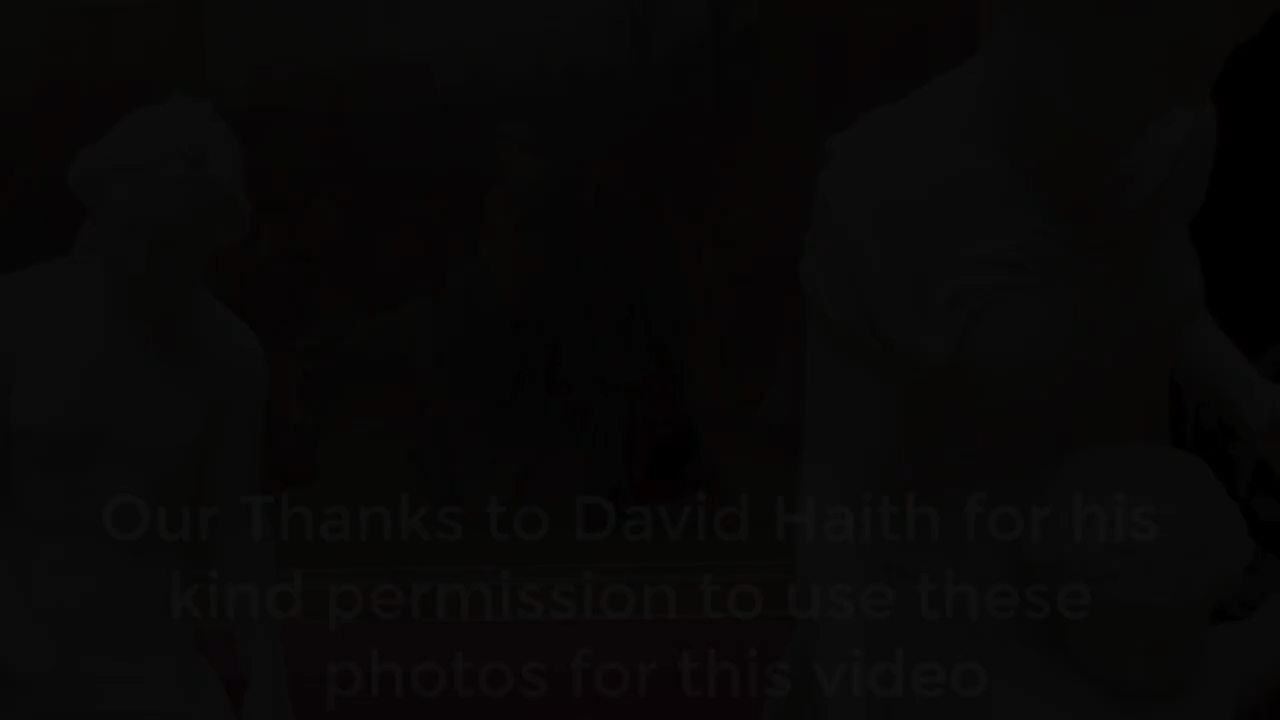 Our Thanks to David Haith for his
kind permission to use these
photos for this video